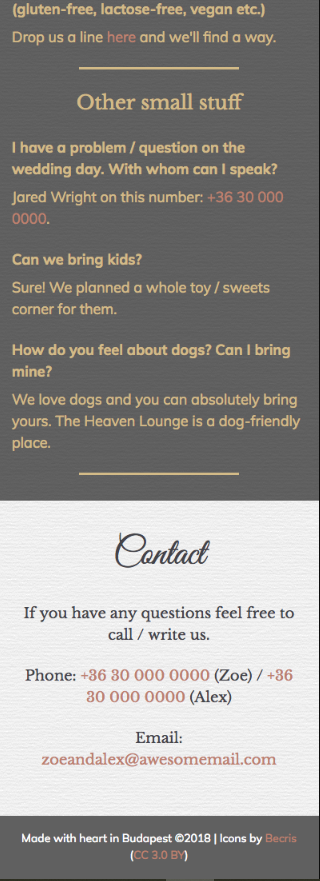 (gluten-free, lactose-free, vegan etc.)
Drop us a line here and we'll find a way.
Other small stuff
I have a problem / question on the
wedding day. With whom can I speak?
Jared Wright on this number: +36 30 000
0000.
Can we bring kids?
Sure! We planned a whole toy / sweets
corner for them.
How do you feel about dogs? Can I bring
mine?
We love dogs and you can absolutely bring
yours. The Heaven Lounge is a dog-friendly
place.
Contact
If you have any questions feel free to
call / write us.
Phone: +36 30 000 0000 (Zoe) / +36
30 000 0000 (Alex)
Email:
zoeandalex@awesomemail.com
Made with heart in Budapest ©2018 | Icons by Becris
(CC 3.0 BY)